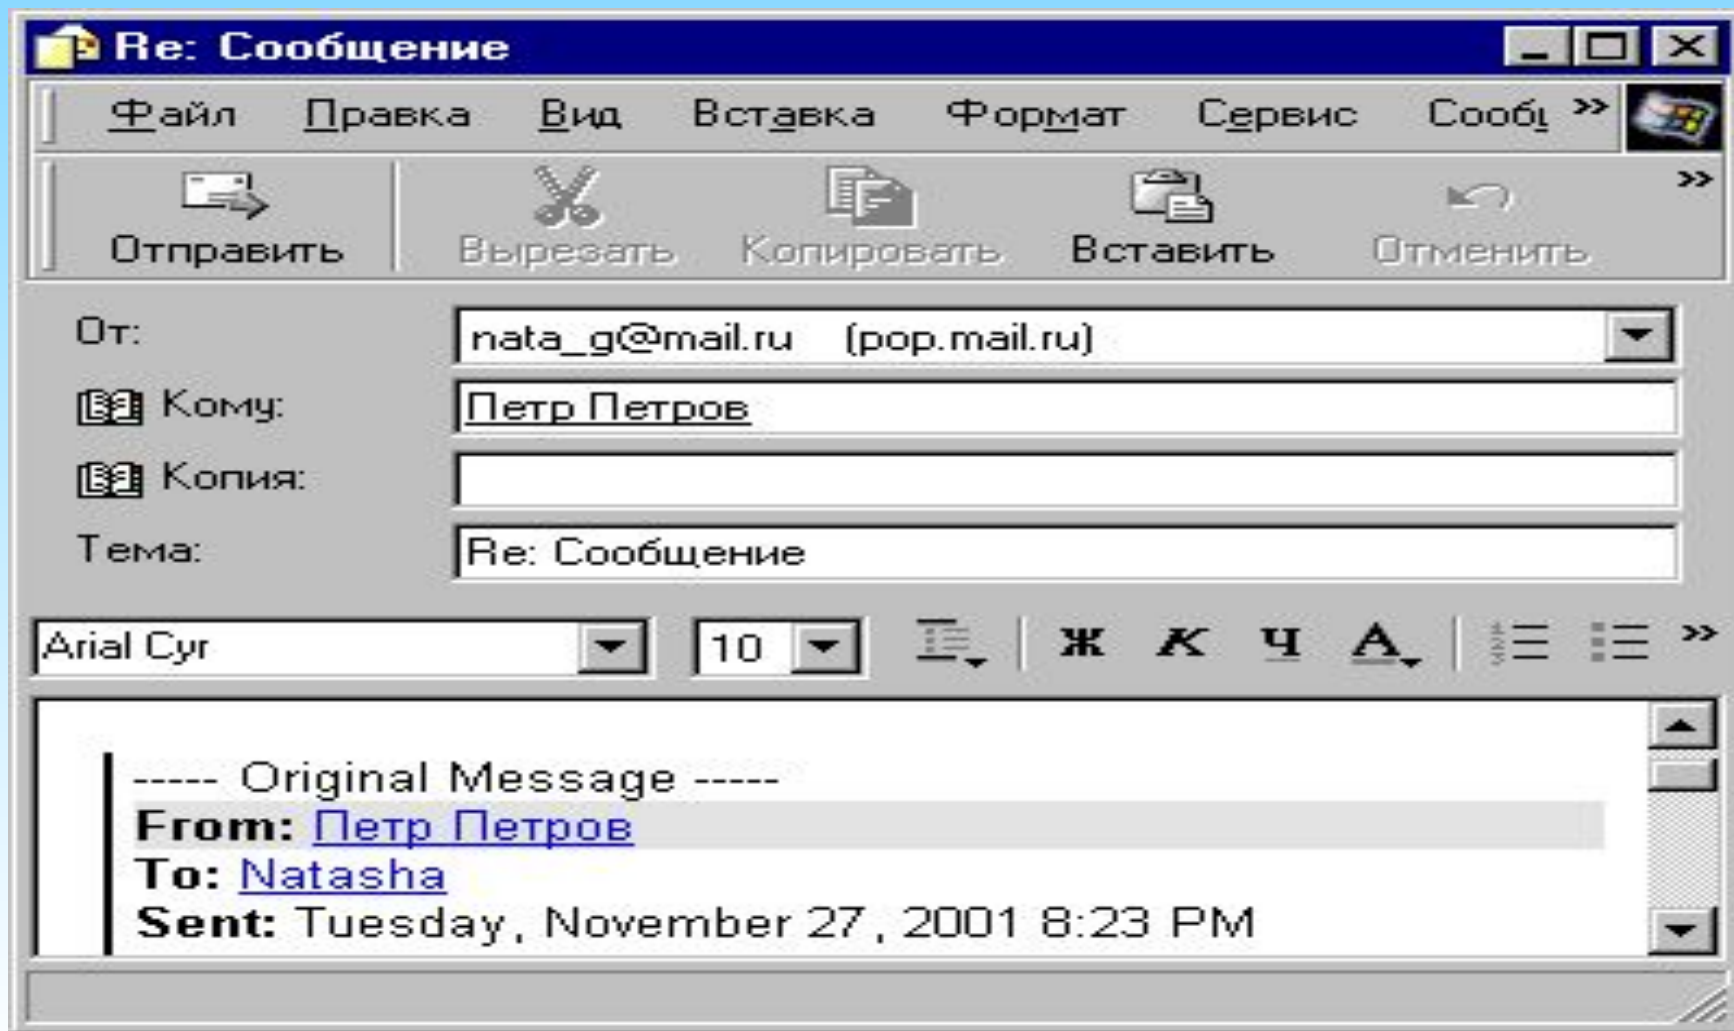 Re: Сообщение
Файл Правка Вид Вставка Формат Сервис Сообщ »
»
Отправить Вырезать Копировать Вставить Отменить
От: nata_g@mail.ru (pop.mail.ru)
Кому: Петр Петров
Копия:
Тема: Re: Сообщение
Arial Cyr 10 Ж К Ч А »
----- Original Message -----
From: Петр Петров
To: Natasha
Sent: Tuesday, November 27, 2001 8:23 PM